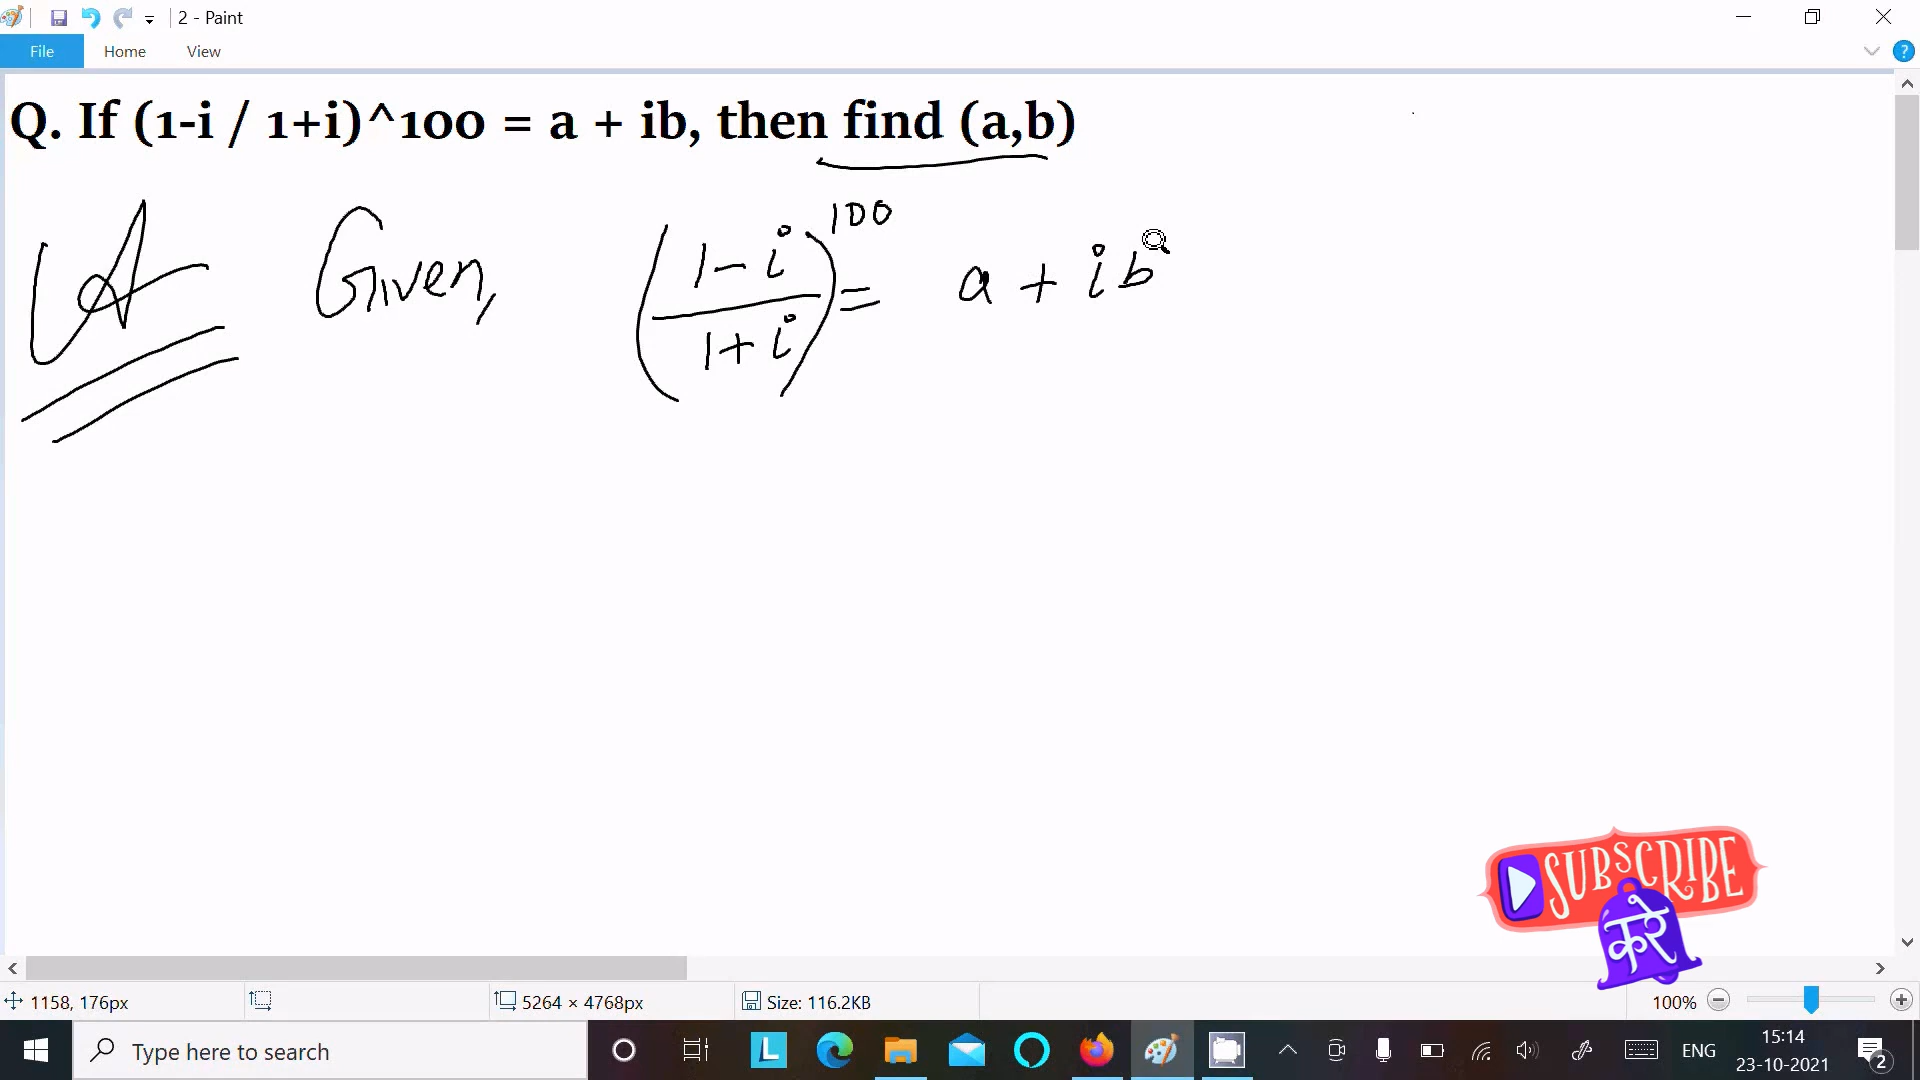 2 - Paint
File Home View
Q. If (1-i / 1+i)^100 = a + ib, then find (a,b)
A Given, (1-i / 1+i)^100 = a + ib
SUBSCRIBE
करे
1158, 176px 5264 × 4768px Size: 116.2KB 100%
Type here to search L ENG 15:14
23-10-2021 2